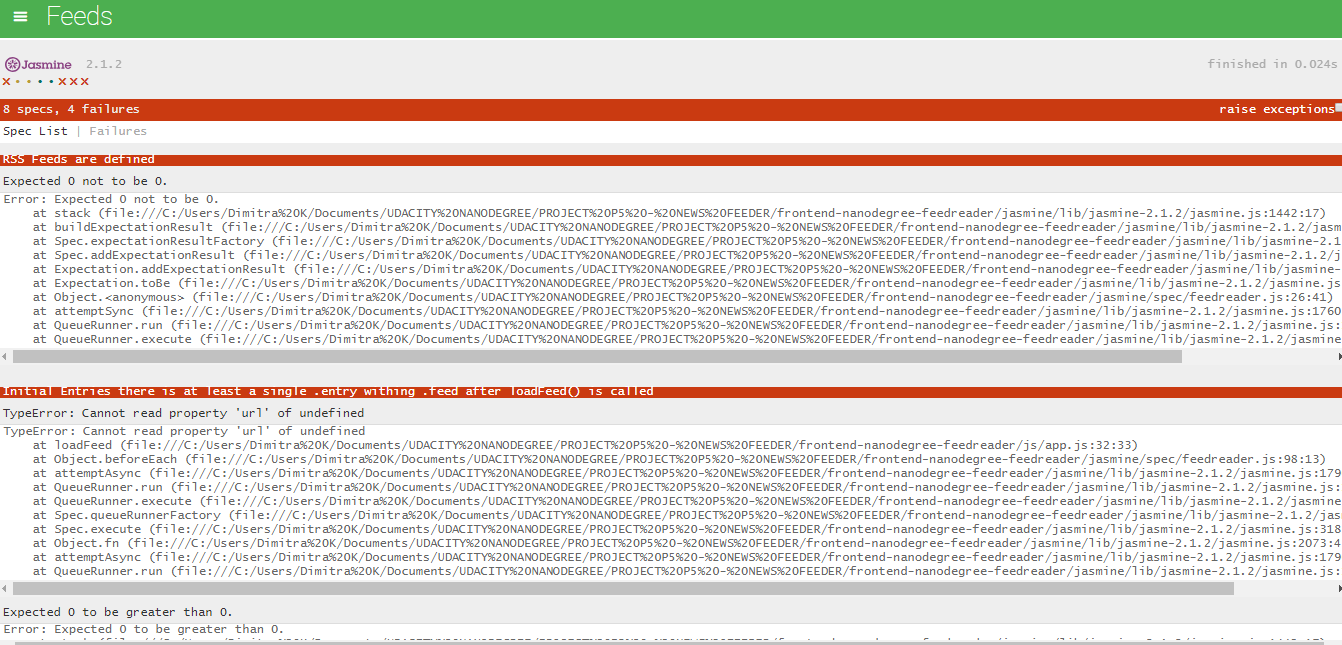 Feeds
Jasmine 2.1.2
finished in 0.024s
x • • • • x x x
8 specs, 4 failures
raise exceptions
Spec List | Failures
RSS Feeds are defined
Expected 0 not to be 0.
Error: Expected 0 not to be 0.
at stack (file:///C:/Users/Dimitra%20K/Documents/UDACITY%20NANODEGREE/PROJECT%20P5%20-%20NEWS%20FEEDER/frontend-nanodegree-feedreader/jasmine/lib/jasmine-2.1.2/jasmine.js:1442:17)
at buildExpectationResult (file:///C:/Users/Dimitra%20K/Documents/UDACITY%20NANODEGREE/PROJECT%20P5%20-%20NEWS%20FEEDER/frontend-nanodegree-feedreader/jasmine/lib/jasmine-2.1.2/jasm
at Spec.expectationResultFactory (file:///C:/Users/Dimitra%20K/Documents/UDACITY%20NANODEGREE/PROJECT%20P5%20-%20NEWS%20FEEDER/frontend-nanodegree-feedreader/jasmine/lib/jasmine-2.1
at Spec.addExpectationResult (file:///C:/Users/Dimitra%20K/Documents/UDACITY%20NANODEGREE/PROJECT%20P5%20-%20NEWS%20FEEDER/frontend-nanodegree-feedreader/jasmine/lib/jasmine-2.1.2/j
at Expectation.addExpectationResult (file:///C:/Users/Dimitra%20K/Documents/UDACITY%20NANODEGREE/PROJECT%20P5%20-%20NEWS%20FEEDER/frontend-nanodegree-feedreader/jasmine/lib/jasmine-
at Expectation.toBe (file:///C:/Users/Dimitra%20K/Documents/UDACITY%20NANODEGREE/PROJECT%20P5%20-%20NEWS%20FEEDER/frontend-nanodegree-feedreader/jasmine/lib/jasmine-2.1.2/jasmine.js
at Object.<anonymous> (file:///C:/Users/Dimitra%20K/Documents/UDACITY%20NANODEGREE/PROJECT%20P5%20-%20NEWS%20FEEDER/frontend-nanodegree-feedreader/jasmine/spec/feedreader.js:26:41)
at attemptSync (file:///C:/Users/Dimitra%20K/Documents/UDACITY%20NANODEGREE/PROJECT%20P5%20-%20NEWS%20FEEDER/frontend-nanodegree-feedreader/jasmine/lib/jasmine-2.1.2/jasmine.js:1760
at QueueRunner.run (file:///C:/Users/Dimitra%20K/Documents/UDACITY%20NANODEGREE/PROJECT%20P5%20-%20NEWS%20FEEDER/frontend-nanodegree-feedreader/jasmine/lib/jasmine-2.1.2/jasmine.js:
at QueueRunner.execute (file:///C:/Users/Dimitra%20K/Documents/UDACITY%20NANODEGREE/PROJECT%20P5%20-%20NEWS%20FEEDER/frontend-nanodegree-feedreader/jasmine/lib/jasmine-2.1.2/jasmine
Initial Entries there is at least a single .entry withing .feed after loadFeed() is called
TypeError: Cannot read property 'url' of undefined
TypeError: Cannot read property 'url' of undefined
at loadFeed (file:///C:/Users/Dimitra%20K/Documents/UDACITY%20NANODEGREE/PROJECT%20P5%20-%20NEWS%20FEEDER/frontend-nanodegree-feedreader/js/app.js:32:33)
at Object.beforeEach (file:///C:/Users/Dimitra%20K/Documents/UDACITY%20NANODEGREE/PROJECT%20P5%20-%20NEWS%20FEEDER/frontend-nanodegree-feedreader/jasmine/spec/feedreader.js:98:13)
at attemptAsync (file:///C:/Users/Dimitra%20K/Documents/UDACITY%20NANODEGREE/PROJECT%20P5%20-%20NEWS%20FEEDER/frontend-nanodegree-feedreader/jasmine/lib/jasmine-2.1.2/jasmine.js:179
at QueueRunner.run (file:///C:/Users/Dimitra%20K/Documents/UDACITY%20NANODEGREE/PROJECT%20P5%20-%20NEWS%20FEEDER/frontend-nanodegree-feedreader/jasmine/lib/jasmine-2.1.2/jasmine.js:
at QueueRunner.execute (file:///C:/Users/Dimitra%20K/Documents/UDACITY%20NANODEGREE/PROJECT%20P5%20-%20NEWS%20FEEDER/frontend-nanodegree-feedreader/jasmine/lib/jasmine-2.1.2/jasmine
at Spec.queueRunnerFactory (file:///C:/Users/Dimitra%20K/Documents/UDACITY%20NANODEGREE/PROJECT%20P5%20-%20NEWS%20FEEDER/frontend-nanodegree-feedreader/jasmine/lib/jasmine-2.1.2/jas
at Spec.execute (file:///C:/Users/Dimitra%20K/Documents/UDACITY%20NANODEGREE/PROJECT%20P5%20-%20NEWS%20FEEDER/frontend-nanodegree-feedreader/jasmine/lib/jasmine-2.1.2/jasmine.js:318
at Object.fn (file:///C:/Users/Dimitra%20K/Documents/UDACITY%20NANODEGREE/PROJECT%20P5%20-%20NEWS%20FEEDER/frontend-nanodegree-feedreader/jasmine/lib/jasmine-2.1.2/jasmine.js:2073:4
at attemptAsync (file:///C:/Users/Dimitra%20K/Documents/UDACITY%20NANODEGREE/PROJECT%20P5%20-%20NEWS%20FEEDER/frontend-nanodegree-feedreader/jasmine/lib/jasmine-2.1.2/jasmine.js:179
at QueueRunner.run (file:///C:/Users/Dimitra%20K/Documents/UDACITY%20NANODEGREE/PROJECT%20P5%20-%20NEWS%20FEEDER/frontend-nanodegree-feedreader/jasmine/lib/jasmine-2.1.2/jasmine.js:
Expected 0 to be greater than 0.
Error: Expected 0 to be greater than 0.